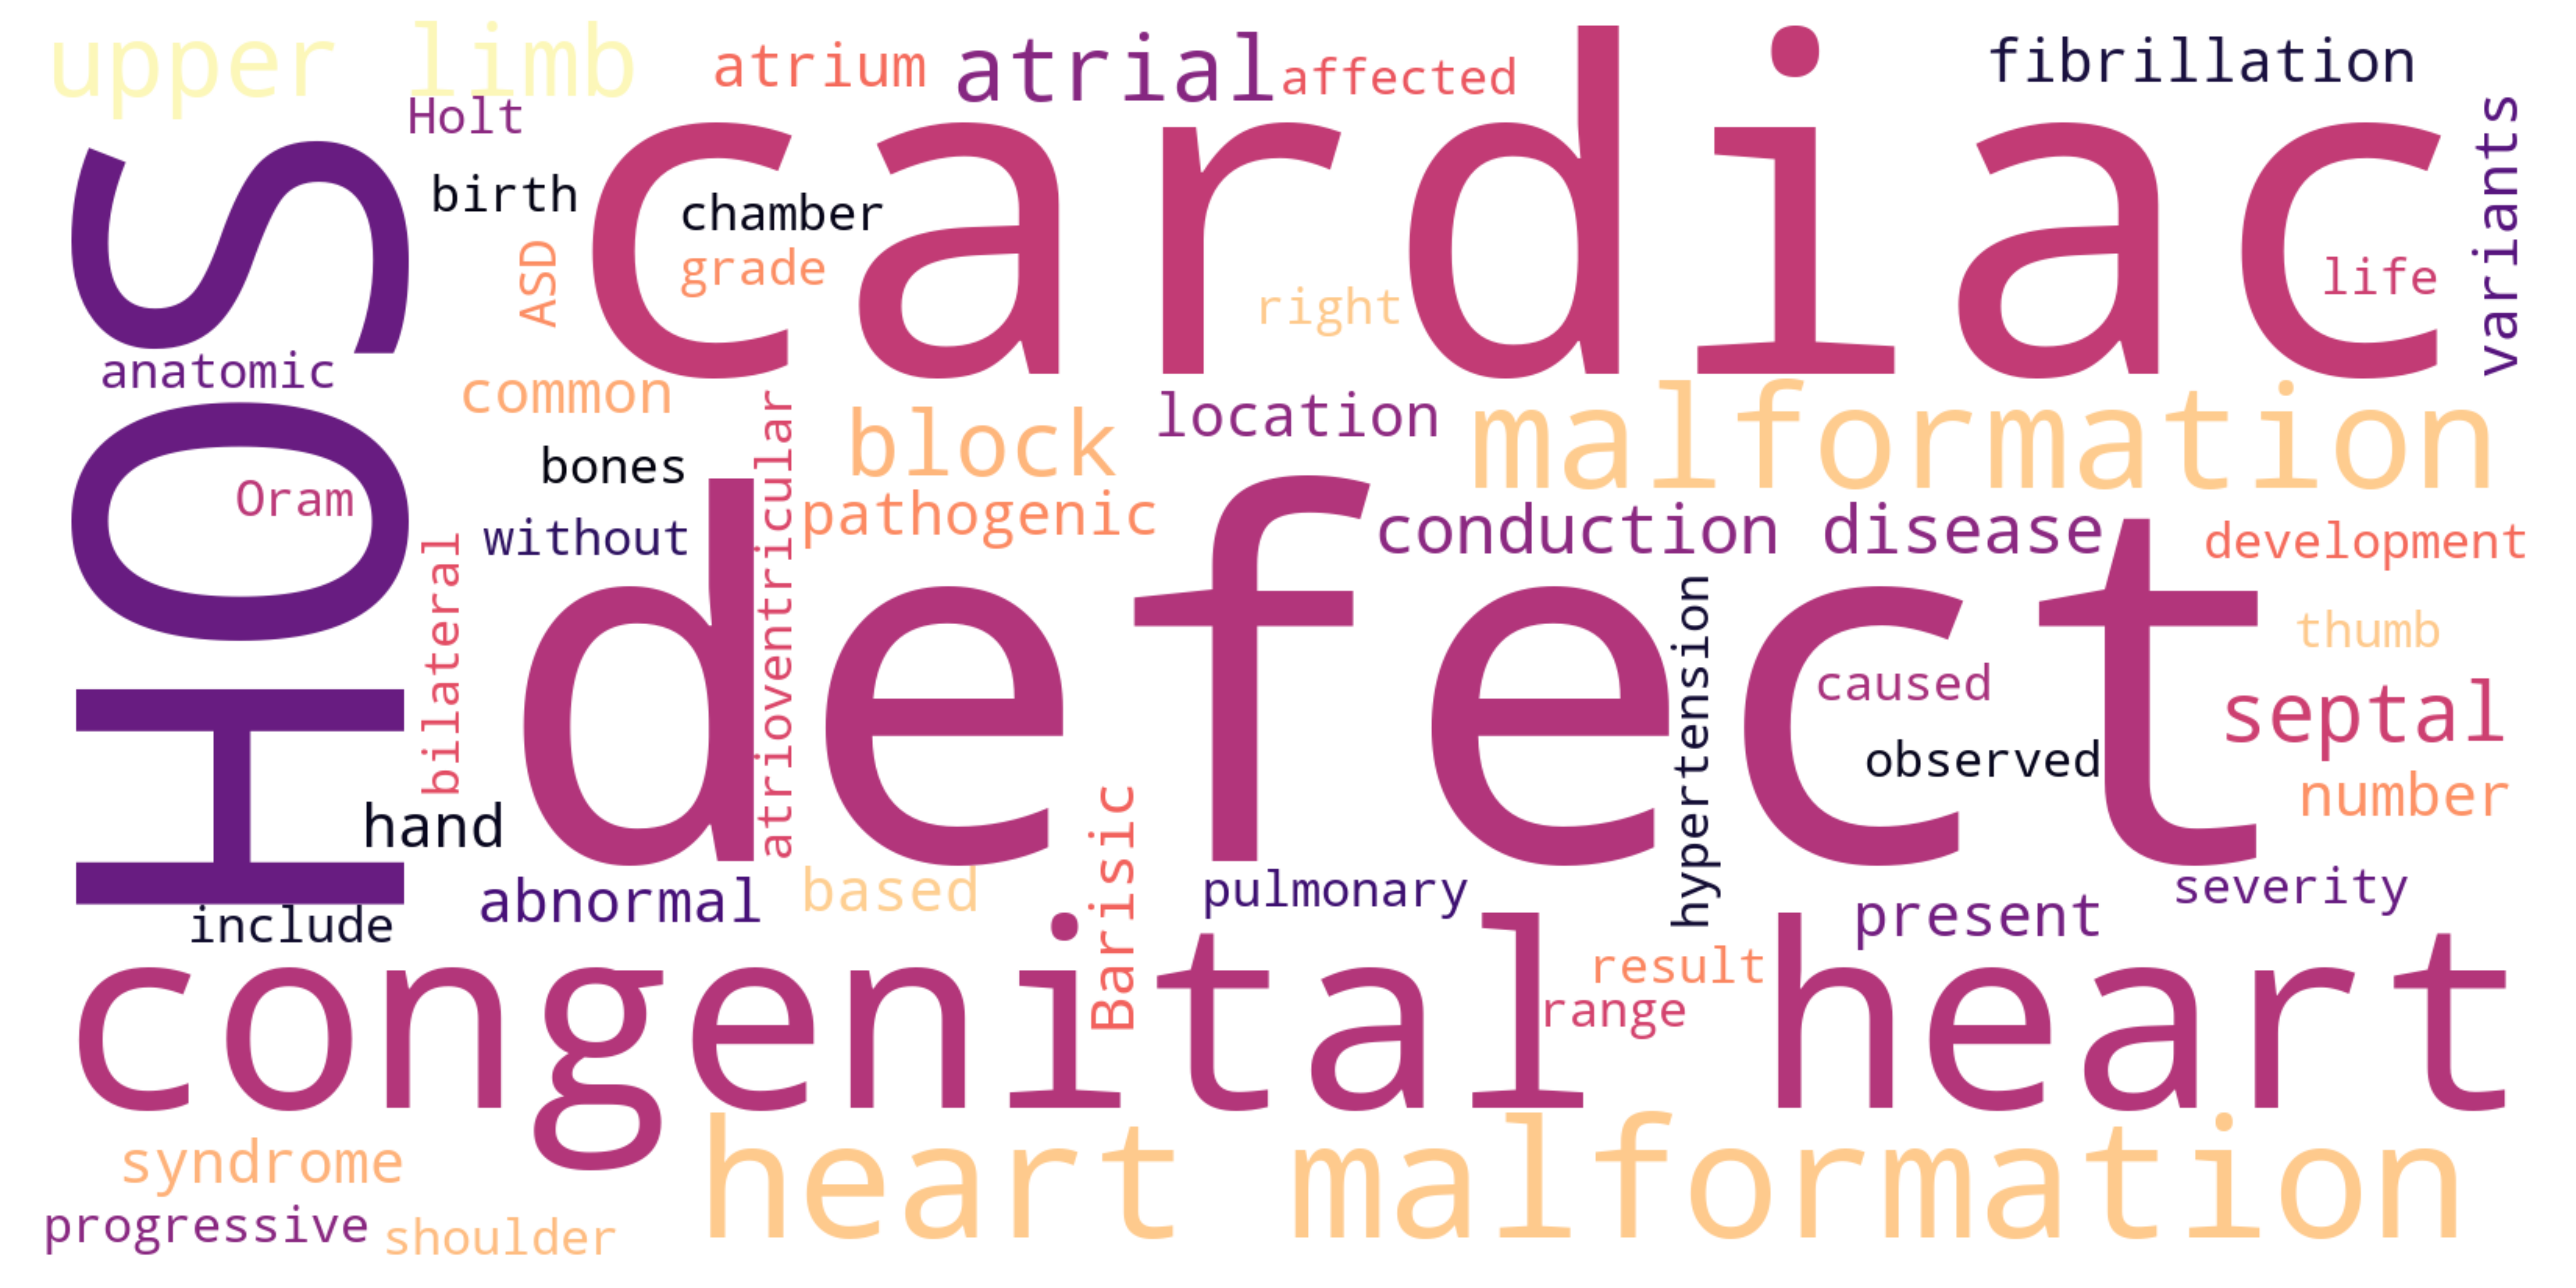 upper limb
atrium
atrial
affected
fibrillation
Holt
cardiac
variants
HOS
birth
chamber
ASD
grade
right
life
anatomic
common
block
location
malformation
atrioventricular
bones
Oram
pathogenic
without
conduction disease
development
bilateral
defect
hypertension
thumb
caused
septal
observed
number
hand
Barisic
abnormal
based
pulmonary
present
severity
include
congenital heart
result
range
syndrome
heart malformation
progressive
shoulder